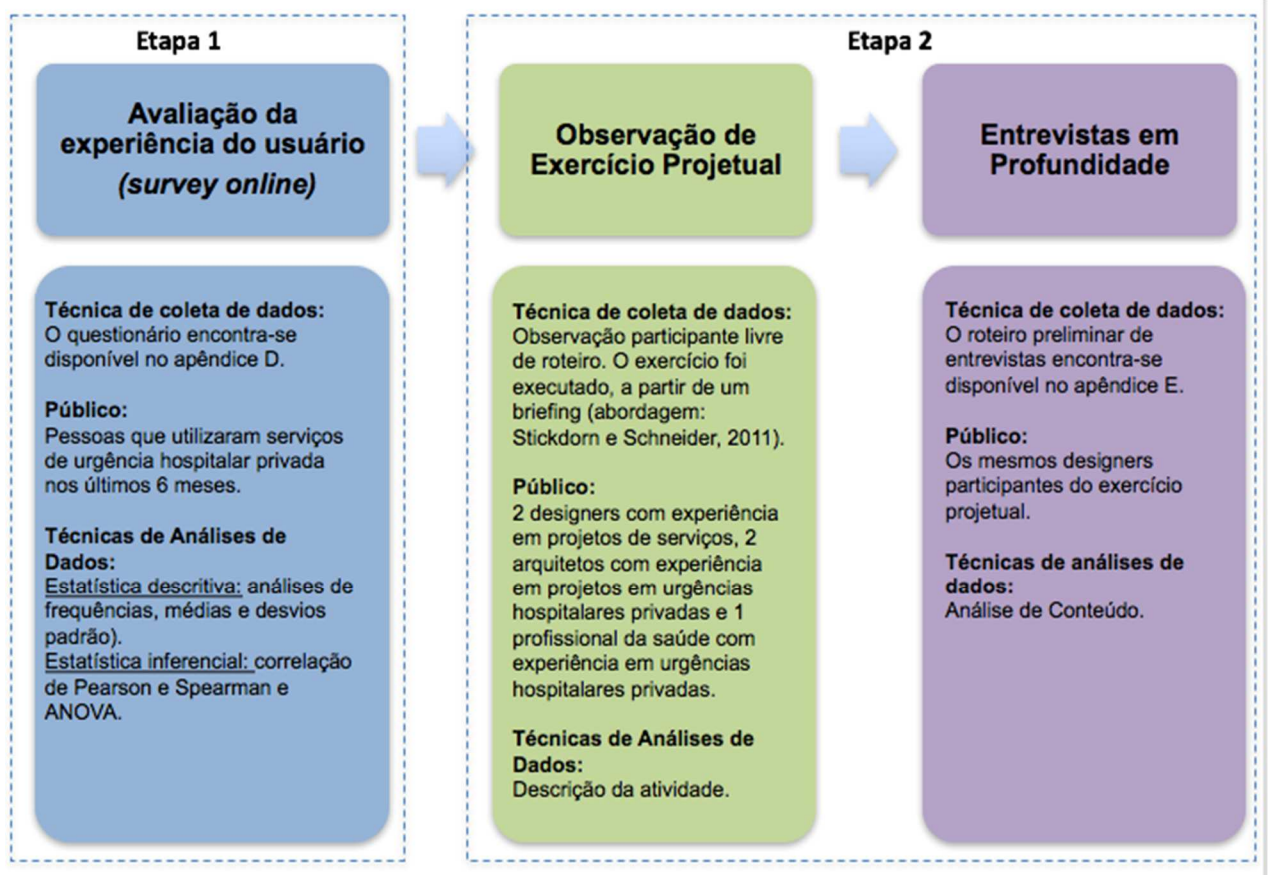 Etapa 1
Avaliação da
experiência do usuário
(survey online)
Técnica de coleta de dados:
O questionário encontra-se
disponível no apêndice D.
Público:
Pessoas que utilizaram serviços
de urgência hospitalar privada
nos últimos 6 meses.
Técnicas de Análises de
Dados:
Estatística descritiva: análises de
frequências, médias e desvios
padrão).
Estatística inferencial: correlação
de Pearson e Spearman e
ANOVA.
Etapa 2
Observação de
Exercício Projetual
Técnica de coleta de dados:
Observação participante livre
de roteiro. O exercício foi
executado, a partir de um
briefing (abordagem:
Stickdorn e Schneider, 2011).
Público:
2 designers com experiência
em projetos de serviços, 2
arquitetos com experiência
em projetos em urgências
hospitalares privadas e 1
profissional da saúde com
experiência em urgências
hospitalares privadas.
Técnicas de Análises de
Dados:
Descrição da atividade.
Entrevistas em
Profundidade
Técnica de coleta de dados:
O roteiro preliminar de
entrevistas encontra-se
disponível no apêndice E.
Público:
Os mesmos designers
participantes do exercício
projetual.
Técnicas de análises de
dados:
Análise de Conteúdo.